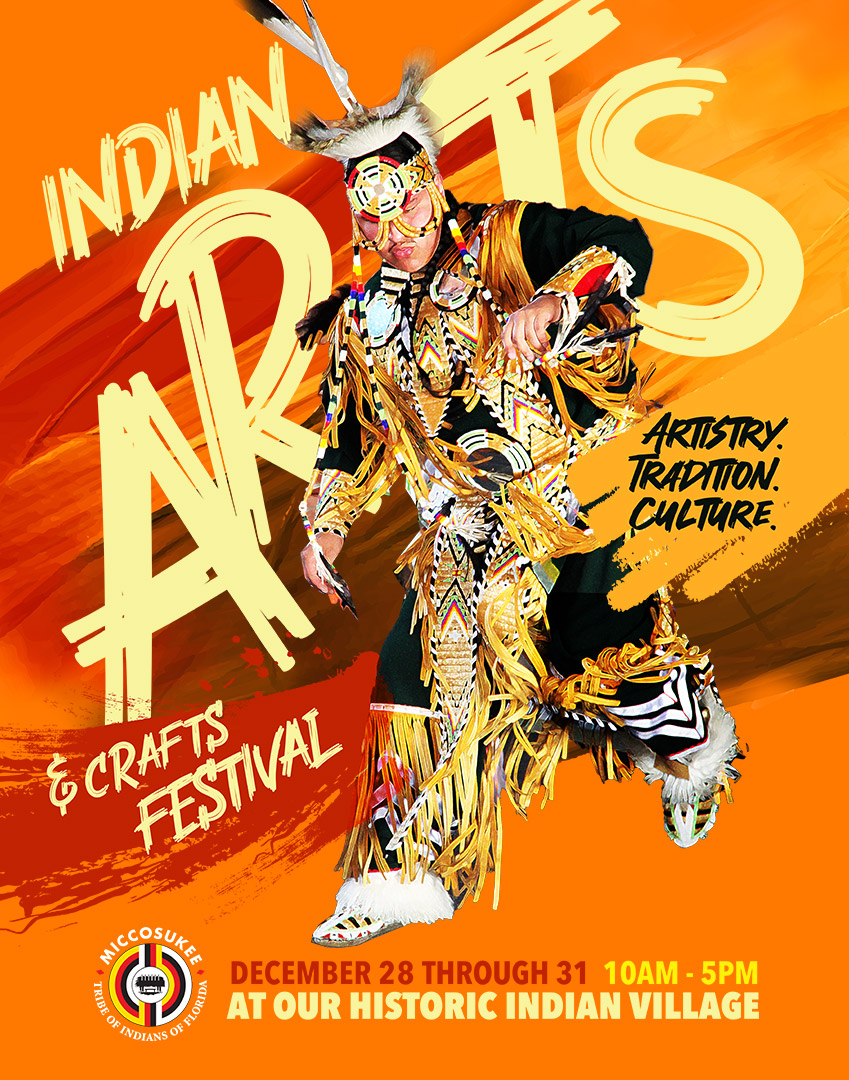 INDIAN
ARTS
& CRAFTS
FESTIVAL
ARTISTRY.
TRADITION.
CULTURE.
MICCOSUKEE
TRIBE OF INDIANS OF FLORIDA
DECEMBER 28 THROUGH 31 10AM - 5PM
AT OUR HISTORIC INDIAN VILLAGE